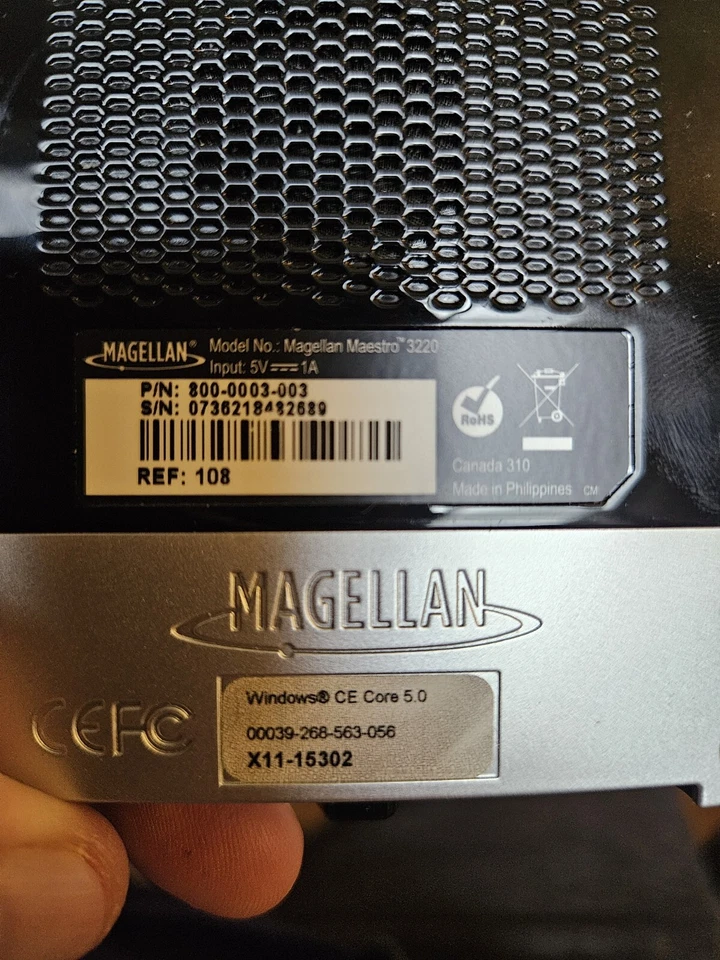 MAGELLAN® Model No.: Magellan Maestro™ 3220
Input: 5V⎓1A
P/N: 800-0003-003
S/N: 0736218482689
REF: 108
RoHS
Canada 310
Made in Philippines CM
MAGELLAN
CE FC
Windows® CE Core 5.0
00039-268-563-056
X11-15302